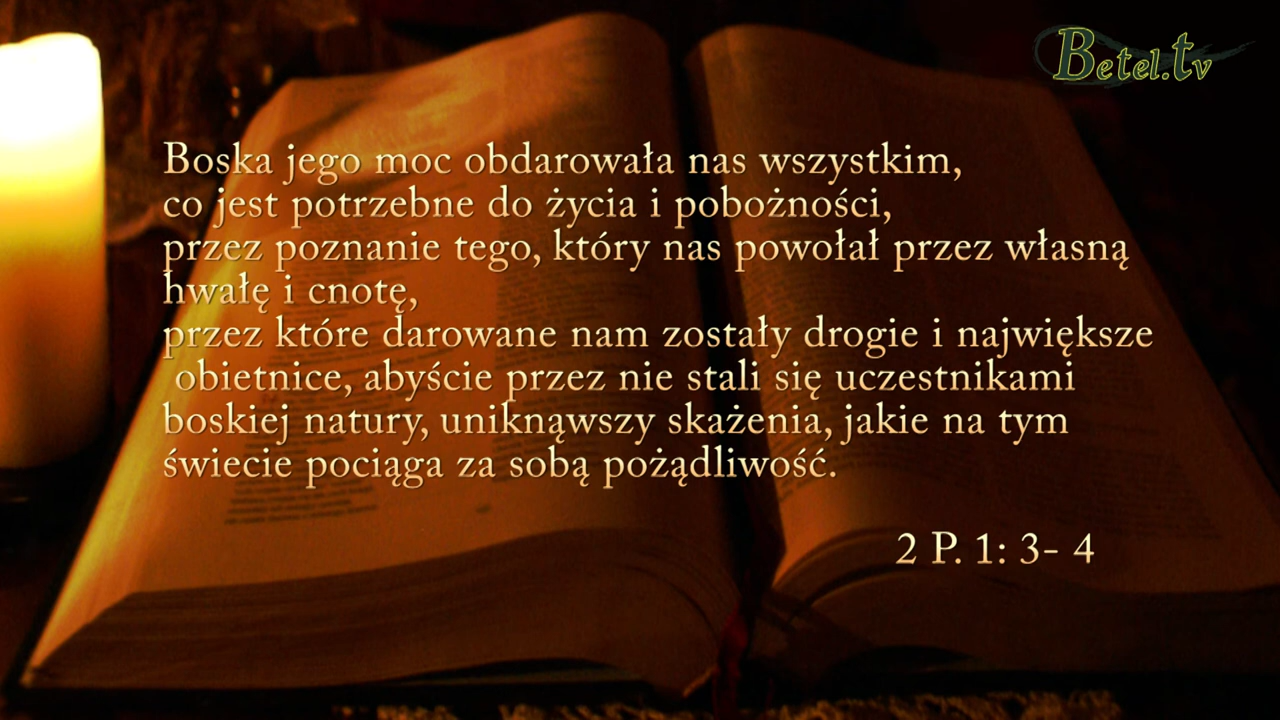 Betel.tv
Boska jego moc obdarowała nas wszystkim,
co jest potrzebne do życia i pobożności,
przez poznanie tego, który nas powołał przez własną
hwałę i cnotę,
przez które darowane nam zostały drogie i największe
obietnice, abyście przez nie stali się uczestnikami
boskiej natury, uniknąwszy skażenia, jakie na tym
świecie pociąga za sobą pożądliwość.
2 P. 1: 3- 4